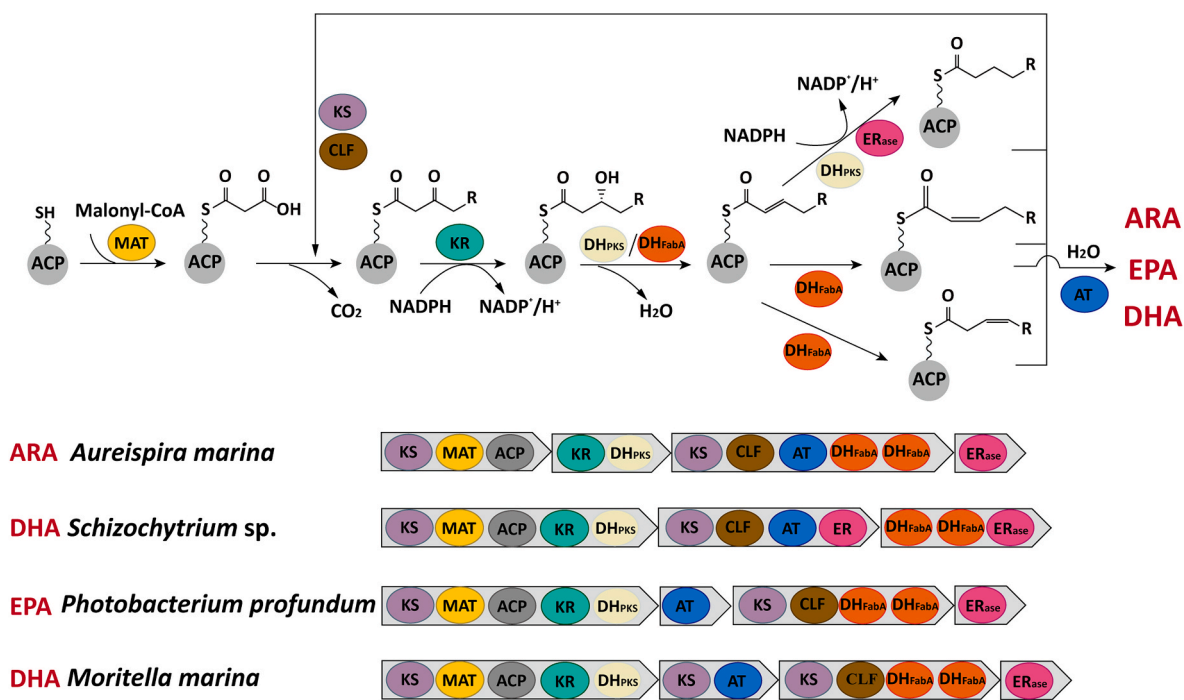 KS
CLF
NADP⁺/H⁺
NADPH
ERase
DHPKS
O
S
R
ACP
SH
ACP
Malonyl-CoA
MAT
O O
S OH
ACP
CO₂
O O
S R
ACP
KR
NADPH NADP⁺/H⁺
O OH
S R
ACP
DHPKS / DHFabA
H₂O
O
S R
ACP
DHFabA
DHFabA
O
S R
ACP
O
S R
ACP
H₂O
AT
ARA
EPA
DHA
ARA Aureispira marina KS MAT ACP KR DHPKS KS CLF AT DHFabA DHFabA ERase
DHA Schizochytrium sp. KS MAT ACP KR DHPKS KS CLF AT ER DHFabA DHFabA ERase
EPA Photobacterium profundum KS MAT ACP KR DHPKS AT KS CLF DHFabA DHFabA ERase
DHA Moritella marina KS MAT ACP KR DHPKS KS AT KS CLF DHFabA DHFabA ERase